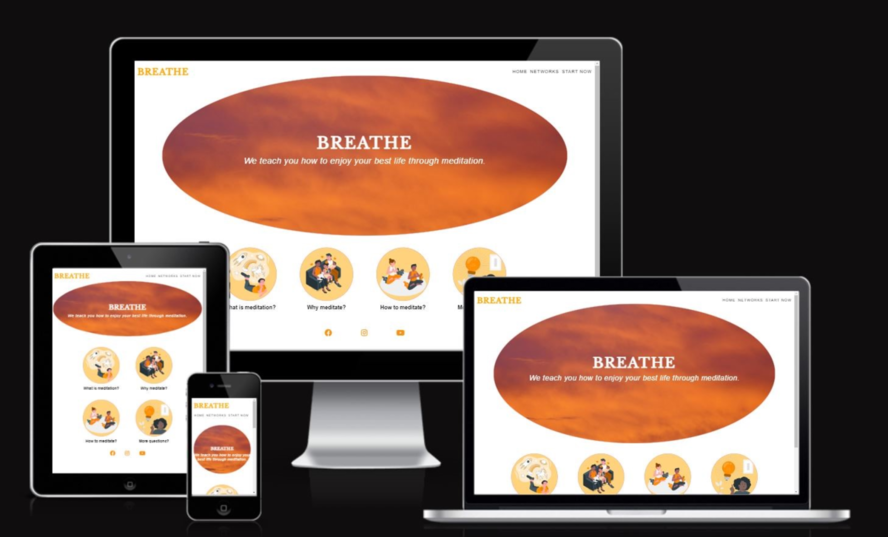 BREATHE
HOME NETWORKS START NOW
BREATHE
We teach you how to enjoy your best life through meditation.
hat is meditation?
Why meditate?
How to meditate?
M
BREATHE
HOME NETWORKS START NOW
BREATHE
We teach you how to enjoy your best life through meditation.
What is meditation?
Why meditate?
How to meditate?
More questions?
BREATHE
HOME NETWORKS START NOW
BREATHE
We teach you how to enjoy your
best life through meditation.
BREATHE
HOME NETWORKS START NOW
BREATHE
We teach you how to enjoy your best life through meditation.